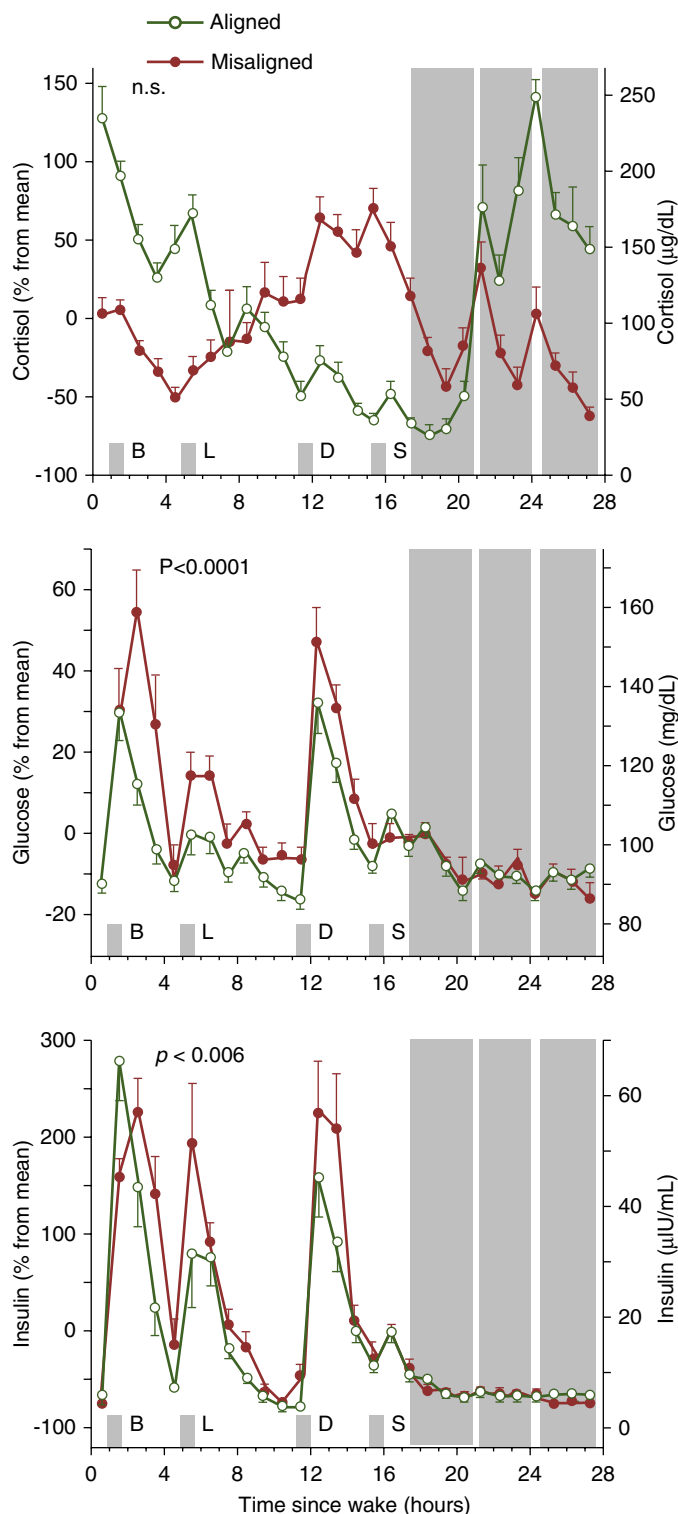 Aligned
Misaligned
n.s.
Cortisol (% from mean)
150
100
50
0
-50
-100
Cortisol (µg/dL)
250
200
150
100
50
0
B L D S
0 4 8 12 16 20 24 28
P<0.0001
Glucose (% from mean)
60
40
20
0
-20
Glucose (mg/dL)
160
140
120
100
80
B L D S
0 4 8 12 16 20 24 28
p < 0.006
Insulin (% from mean)
300
200
100
0
-100
Insulin (µIU/mL)
60
40
20
0
B L D S
0 4 8 12 16 20 24 28
Time since wake (hours)